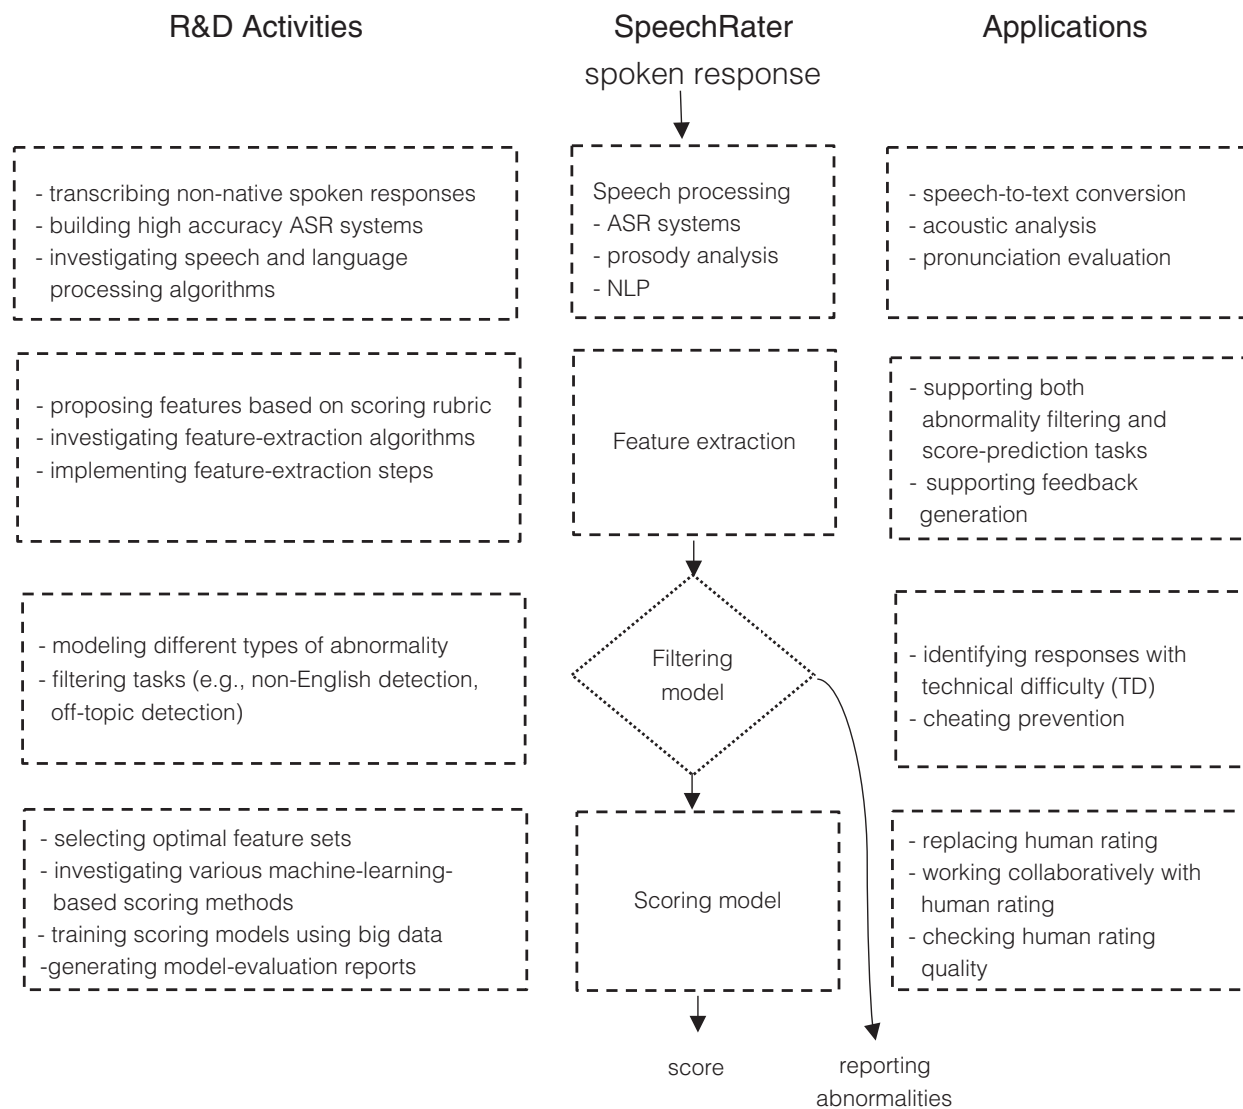 R&D Activities
SpeechRater
Applications
spoken response
- transcribing non-native spoken responses
- building high accuracy ASR systems
- investigating speech and language
processing algorithms
Speech processing
- ASR systems
- prosody analysis
- NLP
- speech-to-text conversion
- acoustic analysis
- pronunciation evaluation
- proposing features based on scoring rubric
- investigating feature-extraction algorithms
- implementing feature-extraction steps
Feature extraction
- supporting both
abnormality filtering and
score-prediction tasks
- supporting feedback
generation
- modeling different types of abnormality
- filtering tasks (e.g., non-English detection,
off-topic detection)
Filtering
model
- identifying responses with
technical difficulty (TD)
- cheating prevention
- selecting optimal feature sets
- investigating various machine-learning-
based scoring methods
- training scoring models using big data
-generating model-evaluation reports
Scoring model
- replacing human rating
- working collaboratively with
human rating
- checking human rating
quality
score
reporting
abnormalities